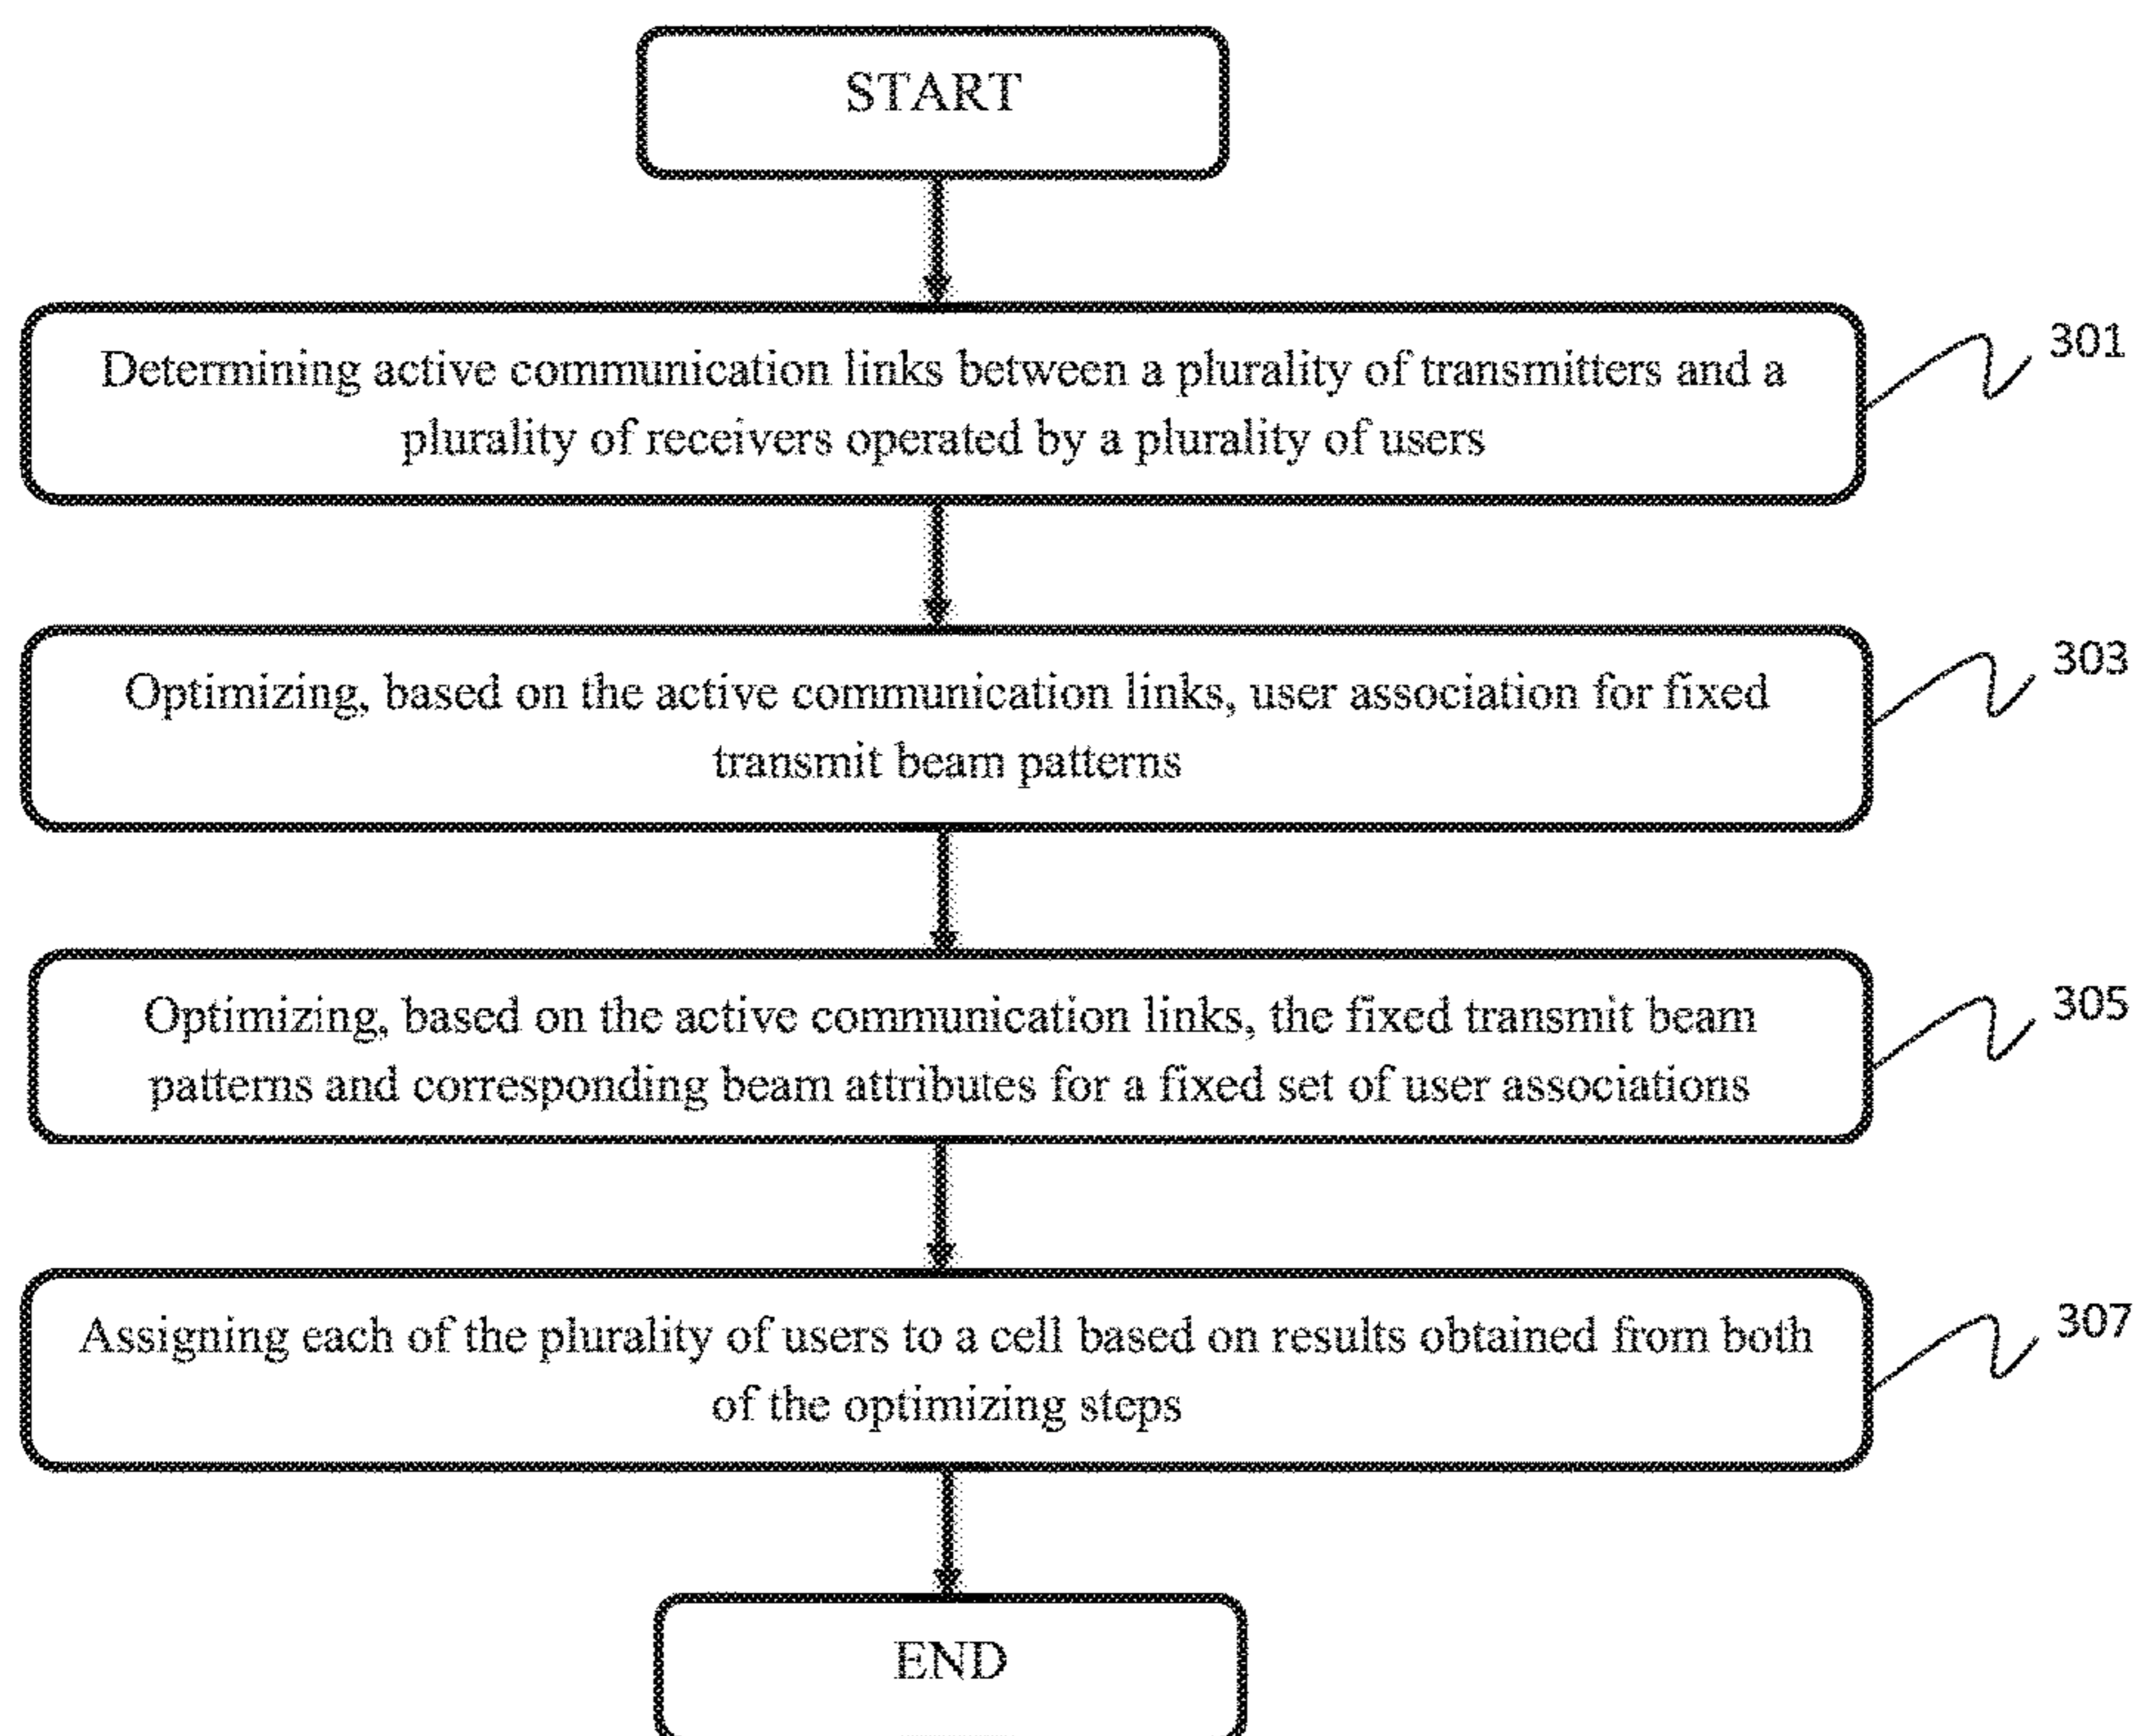 START
Determining active communication links between a plurality of transmitters and a
plurality of receivers operated by a plurality of users
301
Optimizing, based on the active communication links, user association for fixed
transmit beam patterns
303
Optimizing, based on the active communication links, the fixed transmit beam
patterns and corresponding beam attributes for a fixed set of user associations
305
Assigning each of the plurality of users to a cell based on results obtained from both
of the optimizing steps
307
END